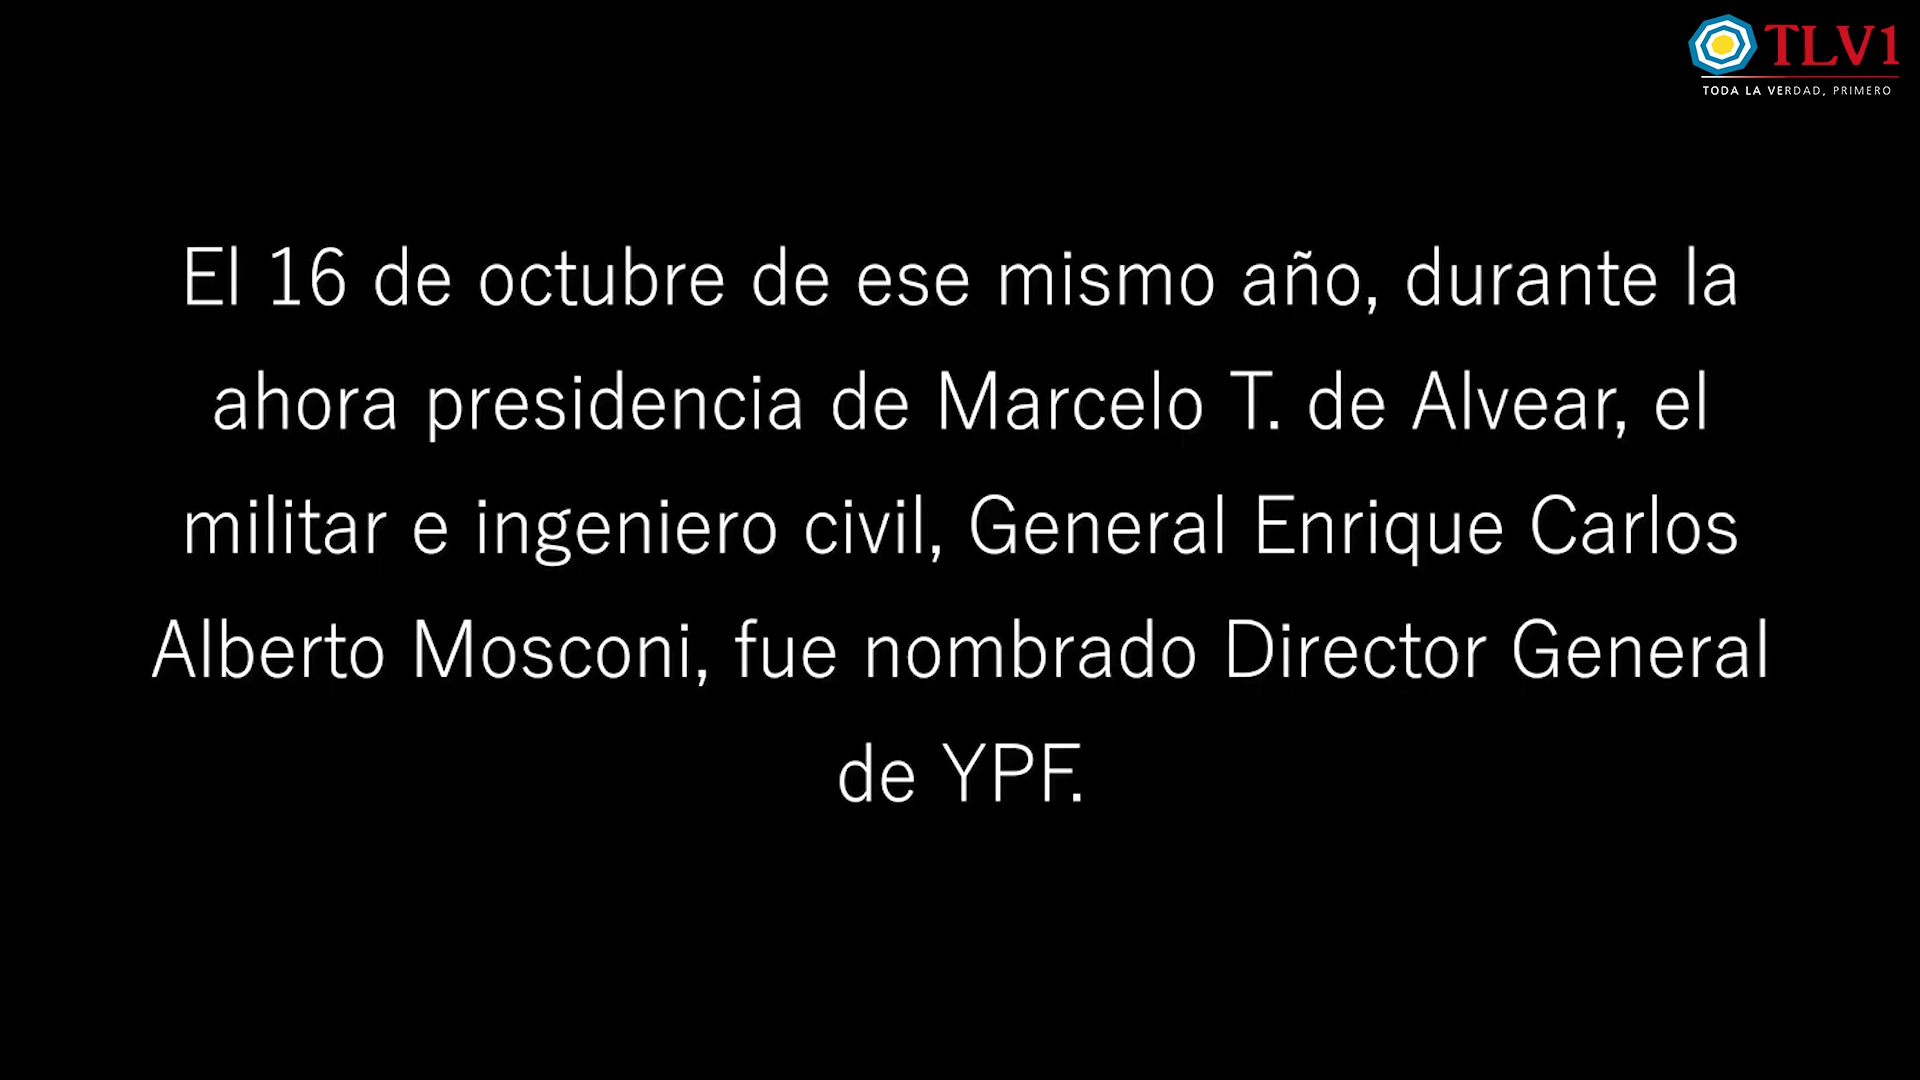 TLV1
TODA LA VERDAD, PRIMERO
El 16 de octubre de ese mismo año, durante la
ahora presidencia de Marcelo T. de Alvear, el
militar e ingeniero civil, General Enrique Carlos
Alberto Mosconi, fue nombrado Director General
de YPF.